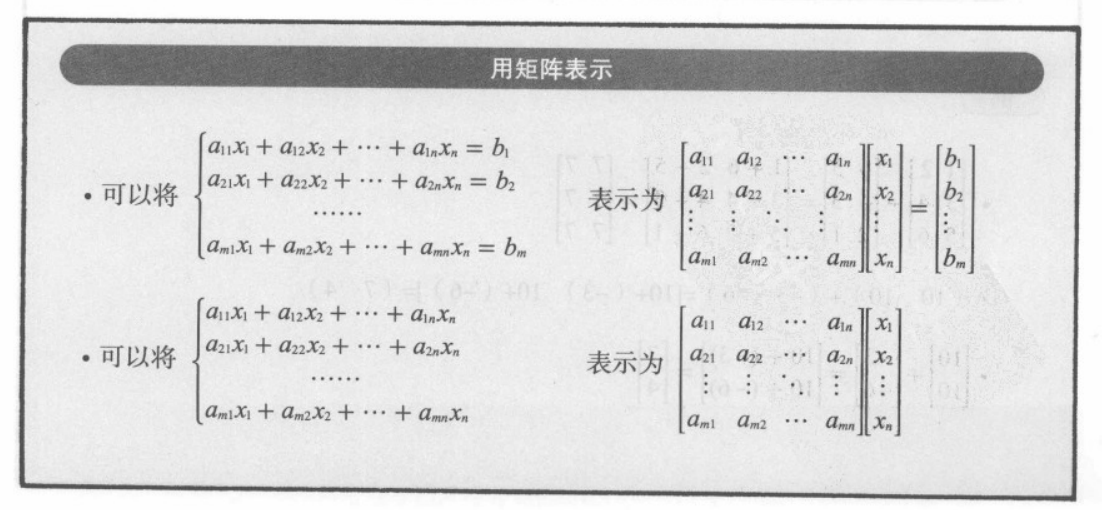 用矩阵表示
• 可以将 { a₁₁x₁ + a₁₂x₂ + ⋯ + a₁ₙxₙ = b₁
a₂₁x₁ + a₂₂x₂ + ⋯ + a₂ₙxₙ = b₂
⋯⋯
aₘ₁x₁ + aₘ₂x₂ + ⋯ + aₘₙxₙ = bₘ
表示为 [ a₁₁ a₁₂ ⋯ a₁ₙ ] [ x₁ ] = [ b₁ ]
[ a₂₁ a₂₂ ⋯ a₂ₙ ] [ x₂ ] [ b₂ ]
[ ⋮ ⋮ ⋱ ⋮ ] [ ⋮ ] [ ⋮ ]
[ aₘ₁ aₘ₂ ⋯ aₘₙ ] [ xₙ ] [ bₘ ]
• 可以将 { a₁₁x₁ + a₁₂x₂ + ⋯ + a₁ₙxₙ
a₂₁x₁ + a₂₂x₂ + ⋯ + a₂ₙxₙ
⋯⋯
aₘ₁x₁ + aₘ₂x₂ + ⋯ + aₘₙxₙ
表示为 [ a₁₁ a₁₂ ⋯ a₁ₙ ] [ x₁ ]
[ a₂₁ a₂₂ ⋯ a₂ₙ ] [ x₂ ]
[ ⋮ ⋮ ⋱ ⋮ ] [ ⋮ ]
[ aₘ₁ aₘ₂ ⋯ aₘₙ ] [ xₙ ]